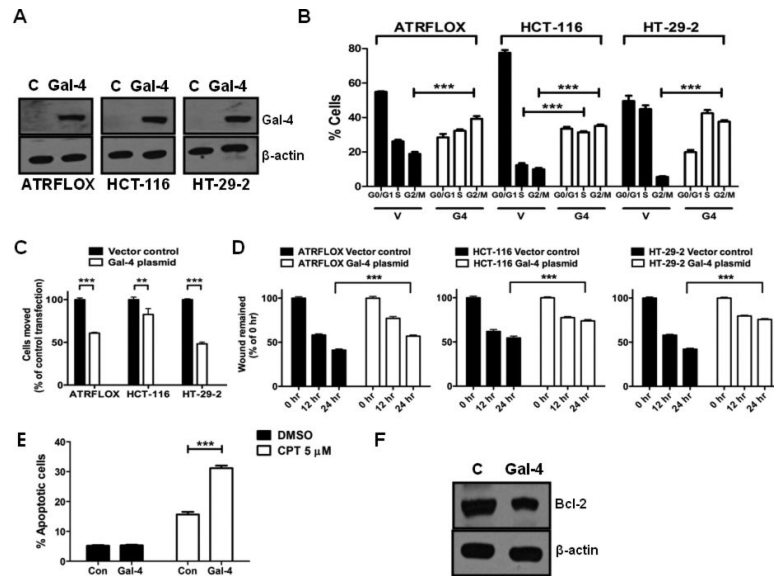 A
C Gal-4 C Gal-4 C Gal-4
Gal-4
β-actin
ATRFLOX HCT-116 HT-29-2
B
ATRFLOX HCT-116 HT-29-2
% Cells
80
60
40
20
0
*** *** *** ***
G0/G1 S G2/M G0/G1 S G2/M G0/G1 S G2/M G0/G1 S G2/M G0/G1 S G2/M G0/G1 S G2/M
V G4 V G4 V G4
C
Vector control
Gal-4 plasmid
*** ** ***
Cells moved
(% of control transfection)
100
50
0
ATRFLOX HCT-116 HT-29-2
D
ATRFLOX Vector control
ATRFLOX Gal-4 plasmid
***
Wound remained
(% of 0 hr)
100
50
0
0 hr 12 hr 24 hr 0 hr 12 hr 24 hr
HCT-116 Vector control
HCT-116 Gal-4 plasmid
***
100
50
0
0 hr 12 hr 24 hr 0 hr 12 hr 24 hr
HT-29-2 Vector control
HT-29-2 Gal-4 plasmid
***
100
50
0
0 hr 12 hr 24 hr 0 hr 12 hr 24 hr
E
DMSO
CPT 5 μM
***
% Apoptotic cells
40
30
20
10
0
Con Gal-4 Con Gal-4
F
C Gal-4
Bcl-2
β-actin